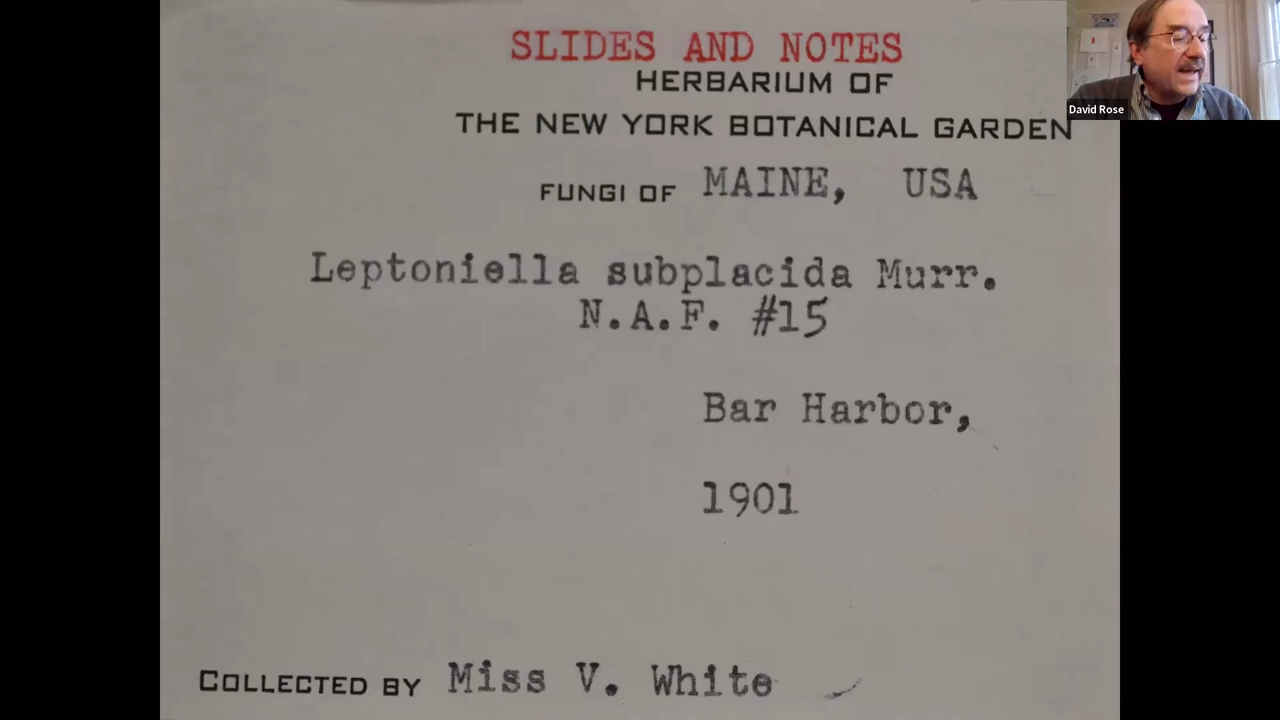 SLIDES AND NOTES
HERBARIUM OF
THE NEW YORK BOTANICAL GARDEN
FUNGI OF MAINE, USA
Leptoniella subplacida Murr.
N.A.F. #15
Bar Harbor,
1901
COLLECTED BY Miss V. White
David Rose